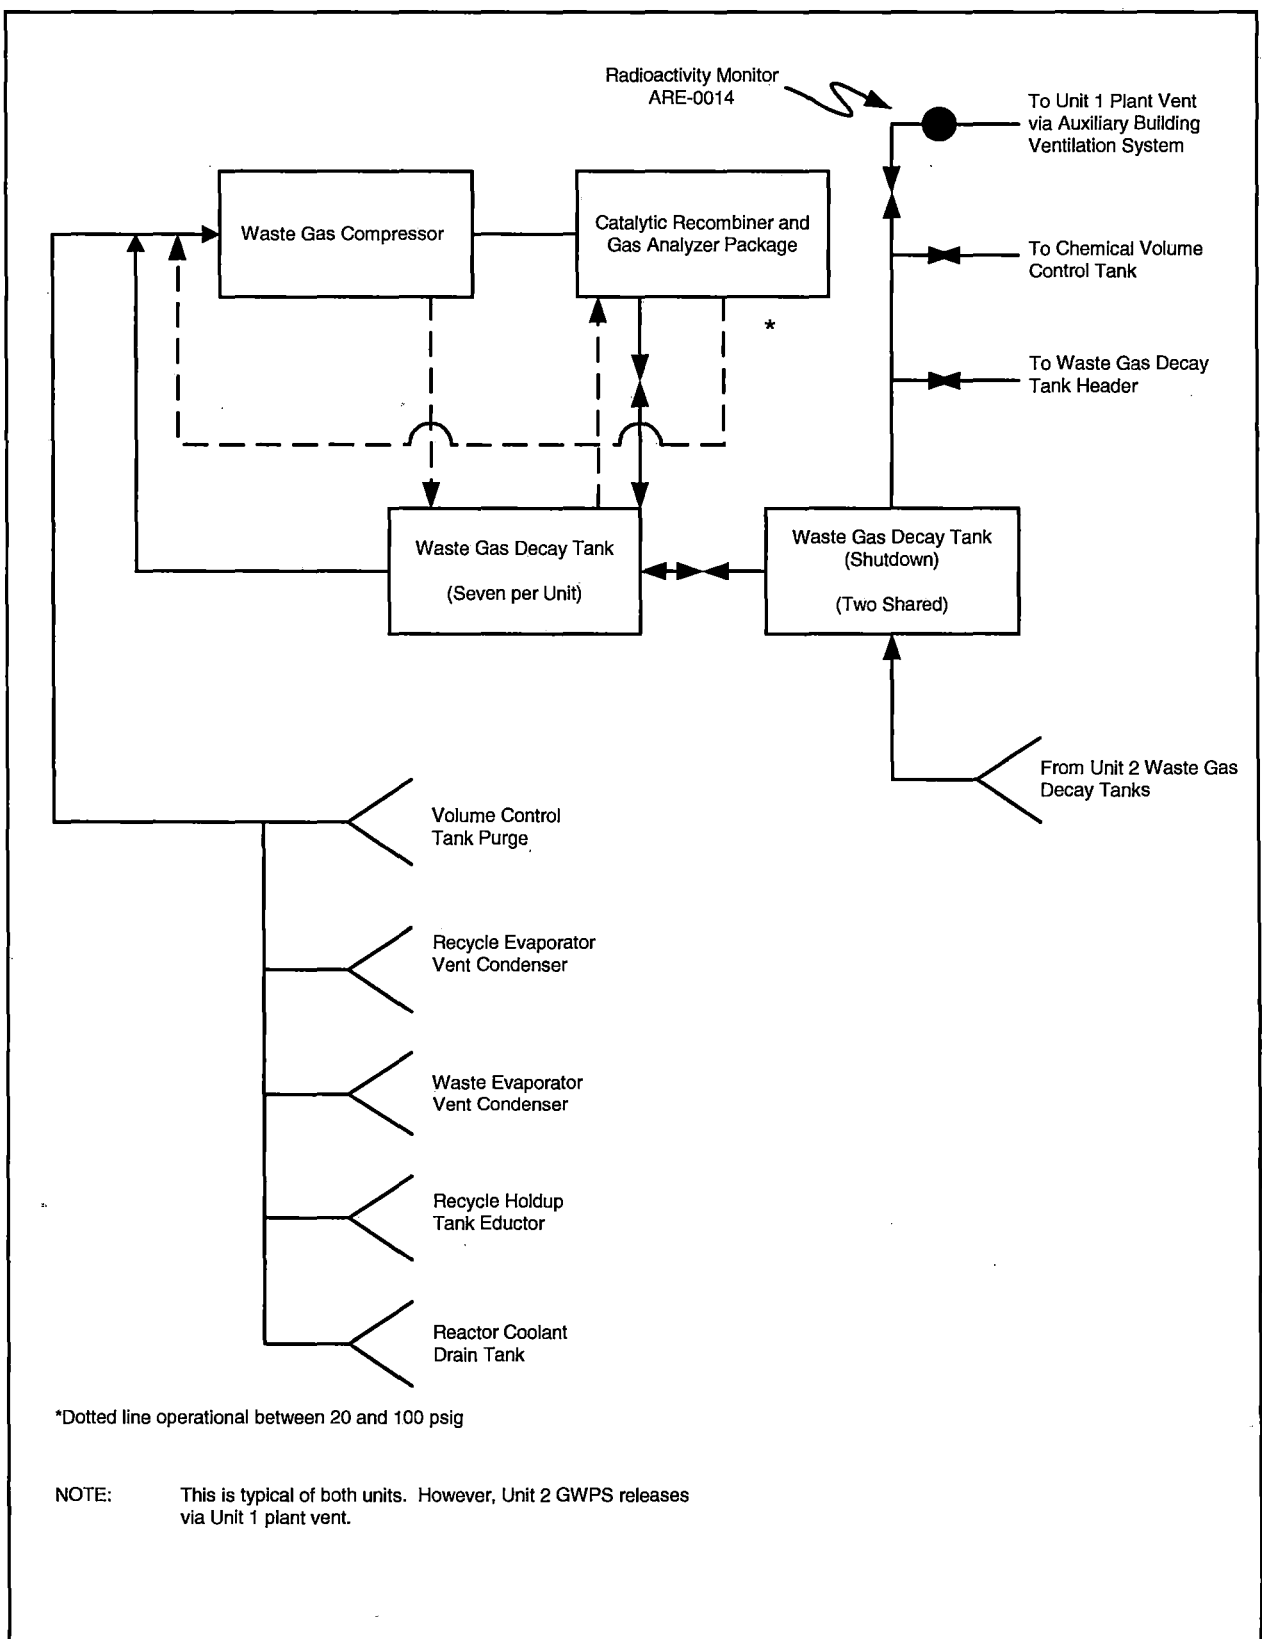 Radioactivity Monitor
ARE-0014
To Unit 1 Plant Vent
via Auxiliary Building
Ventilation System
Waste Gas Compressor
Catalytic Recombiner and
Gas Analyzer Package
To Chemical Volume
Control Tank
*
To Waste Gas Decay
Tank Header
Waste Gas Decay Tank
(Seven per Unit)
Waste Gas Decay Tank
(Shutdown)
(Two Shared)
From Unit 2 Waste Gas
Decay Tanks
Volume Control
Tank Purge
Recycle Evaporator
Vent Condenser
Waste Evaporator
Vent Condenser
Recycle Holdup
Tank Eductor
Reactor Coolant
Drain Tank
*Dotted line operational between 20 and 100 psig
NOTE: This is typical of both units. However, Unit 2 GWPS releases
via Unit 1 plant vent.